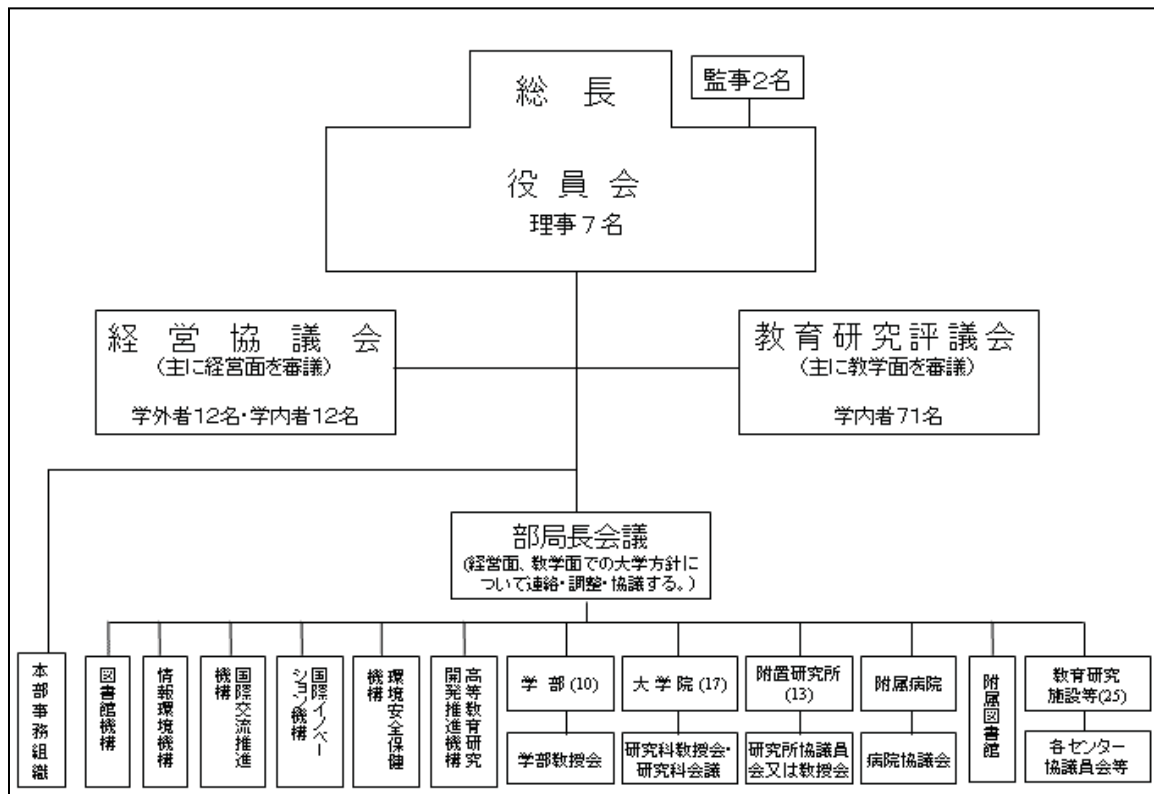 総長
監事2名
役員会
理事7名
経営協議会
(主に経営面を審議)
学外者12名・学内者12名
教育研究評議会
(主に教学面を審議)
学内者71名
部局長会議
(経営面、数学面での大学方針に
ついて連絡・調整・協議する。)
本部事務組織
図書館機構
情報環境機構
国際交流推進
機構
国際イノベー
ション機構
環境安全保健
機構
高等教育研究
開発推進機構
学部(10)
大学院(17)
附置研究所
(13)
附属病院
附属図書館
教育研究
施設等(25)
学部教授会
研究科教授会・
研究科会議
研究所協議員
会又は教授会
病院協議会
各センター
協議員会等